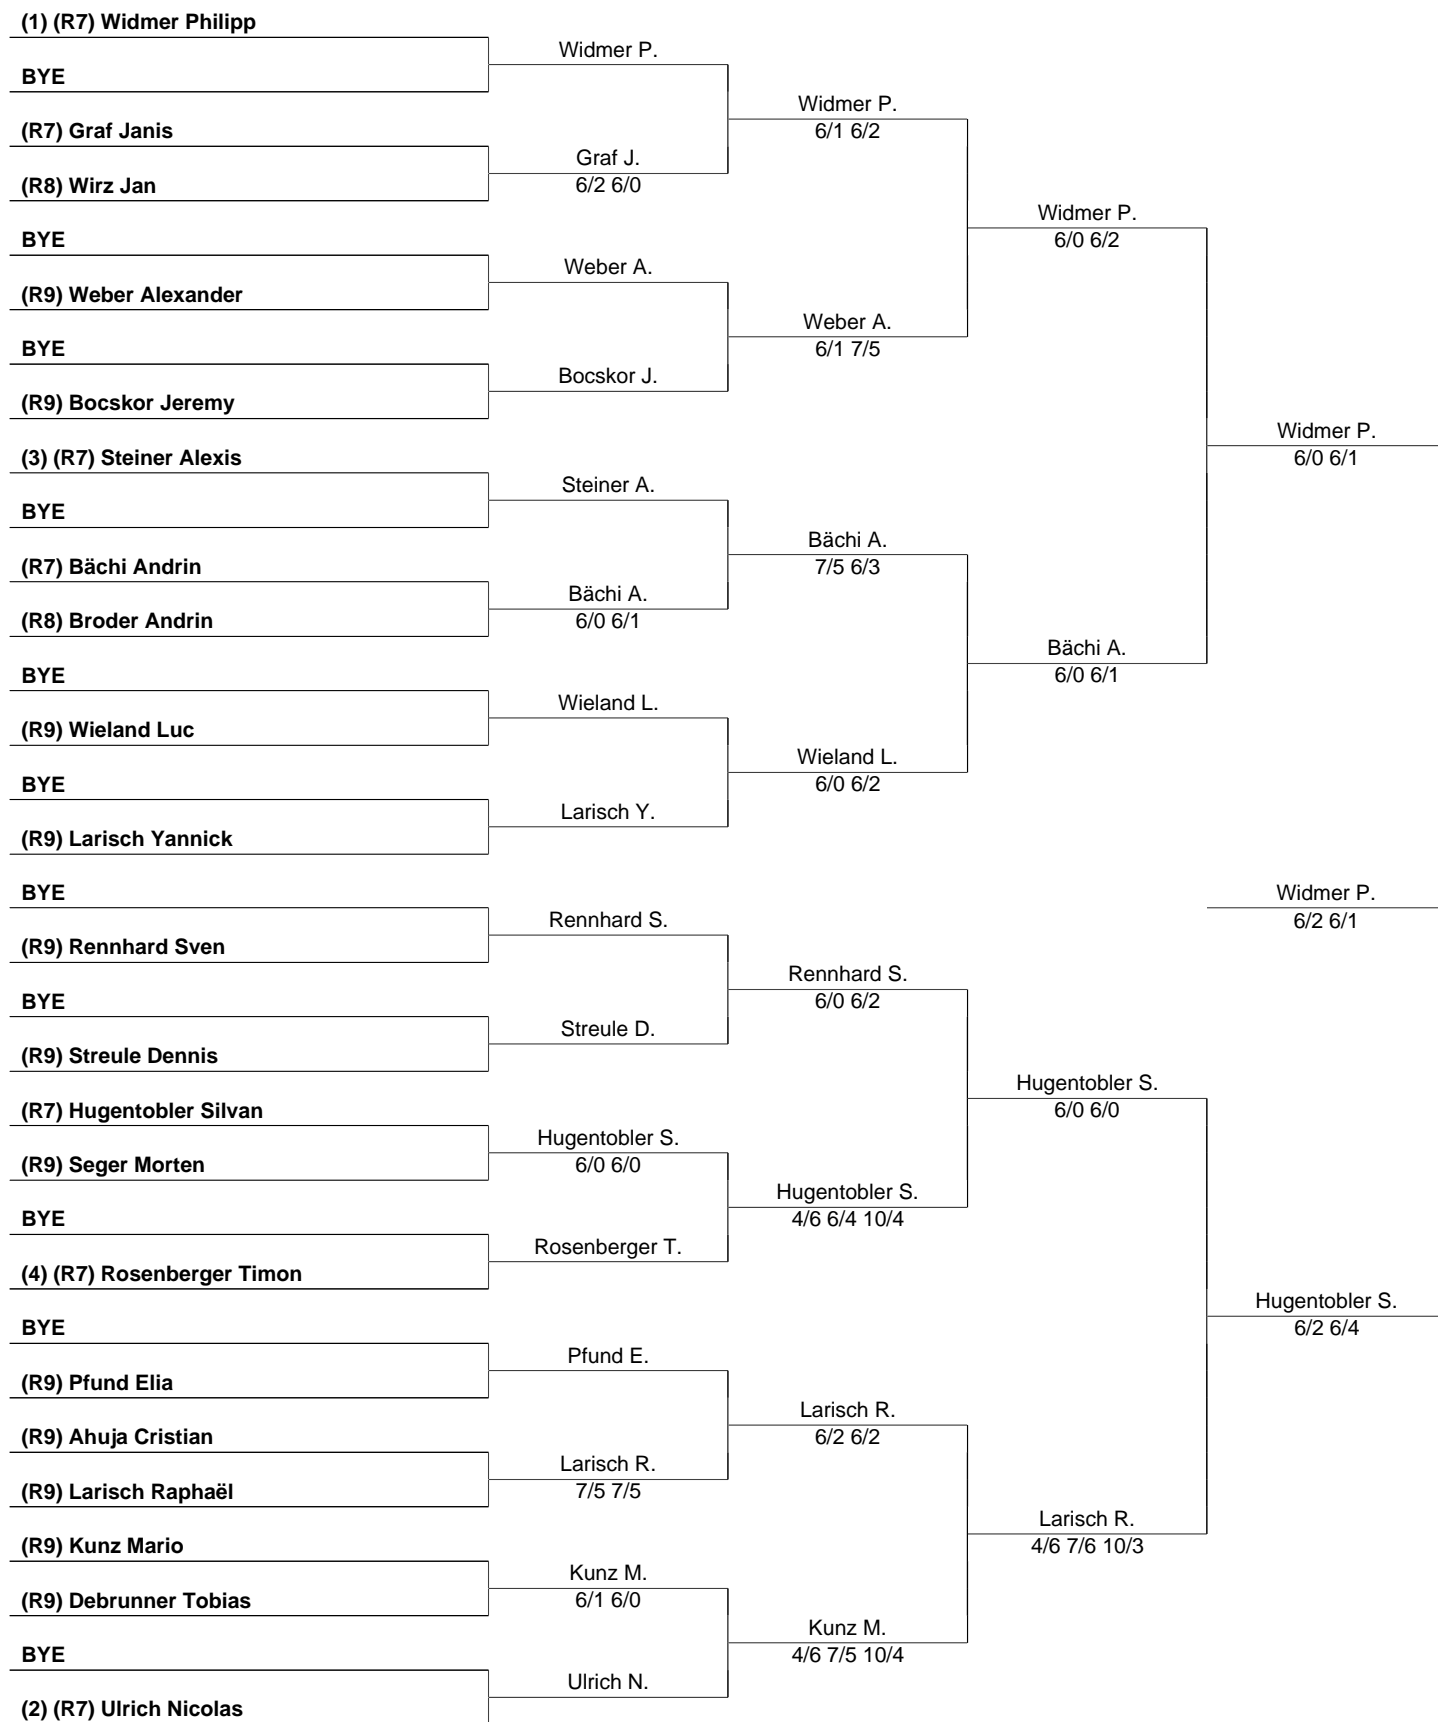 (1) (R7) Widmer Philipp
Widmer P.
BYE
Widmer P.
6/1 6/2
(R7) Graf Janis
Graf J.
6/2 6/0
(R8) Wirz Jan
Widmer P.
6/0 6/2
BYE
Weber A.
(R9) Weber Alexander
Weber A.
6/1 7/5
BYE
Bocskor J.
(R9) Bocskor Jeremy
Widmer P.
6/0 6/1
(3) (R7) Steiner Alexis
Steiner A.
BYE
Bächi A.
7/5 6/3
(R7) Bächi Andrin
Bächi A.
6/0 6/1
(R8) Broder Andrin
Bächi A.
6/0 6/1
BYE
Wieland L.
(R9) Wieland Luc
Wieland L.
6/0 6/2
BYE
Larisch Y.
(R9) Larisch Yannick
BYE
Widmer P.
6/2 6/1
Rennhard S.
(R9) Rennhard Sven
Rennhard S.
6/0 6/2
BYE
Streule D.
(R9) Streule Dennis
Hugentobler S.
6/0 6/0
(R7) Hugentobler Silvan
Hugentobler S.
6/0 6/0
(R9) Seger Morten
Hugentobler S.
4/6 6/4 10/4
BYE
Rosenberger T.
(4) (R7) Rosenberger Timon
Hugentobler S.
6/2 6/4
BYE
Pfund E.
(R9) Pfund Elia
Larisch R.
6/2 6/2
(R9) Ahuja Cristian
Larisch R.
7/5 7/5
(R9) Larisch Raphaël
Larisch R.
4/6 7/6 10/3
(R9) Kunz Mario
Kunz M.
6/1 6/0
(R9) Debrunner Tobias
Kunz M.
4/6 7/5 10/4
BYE
Ulrich N.
(2) (R7) Ulrich Nicolas